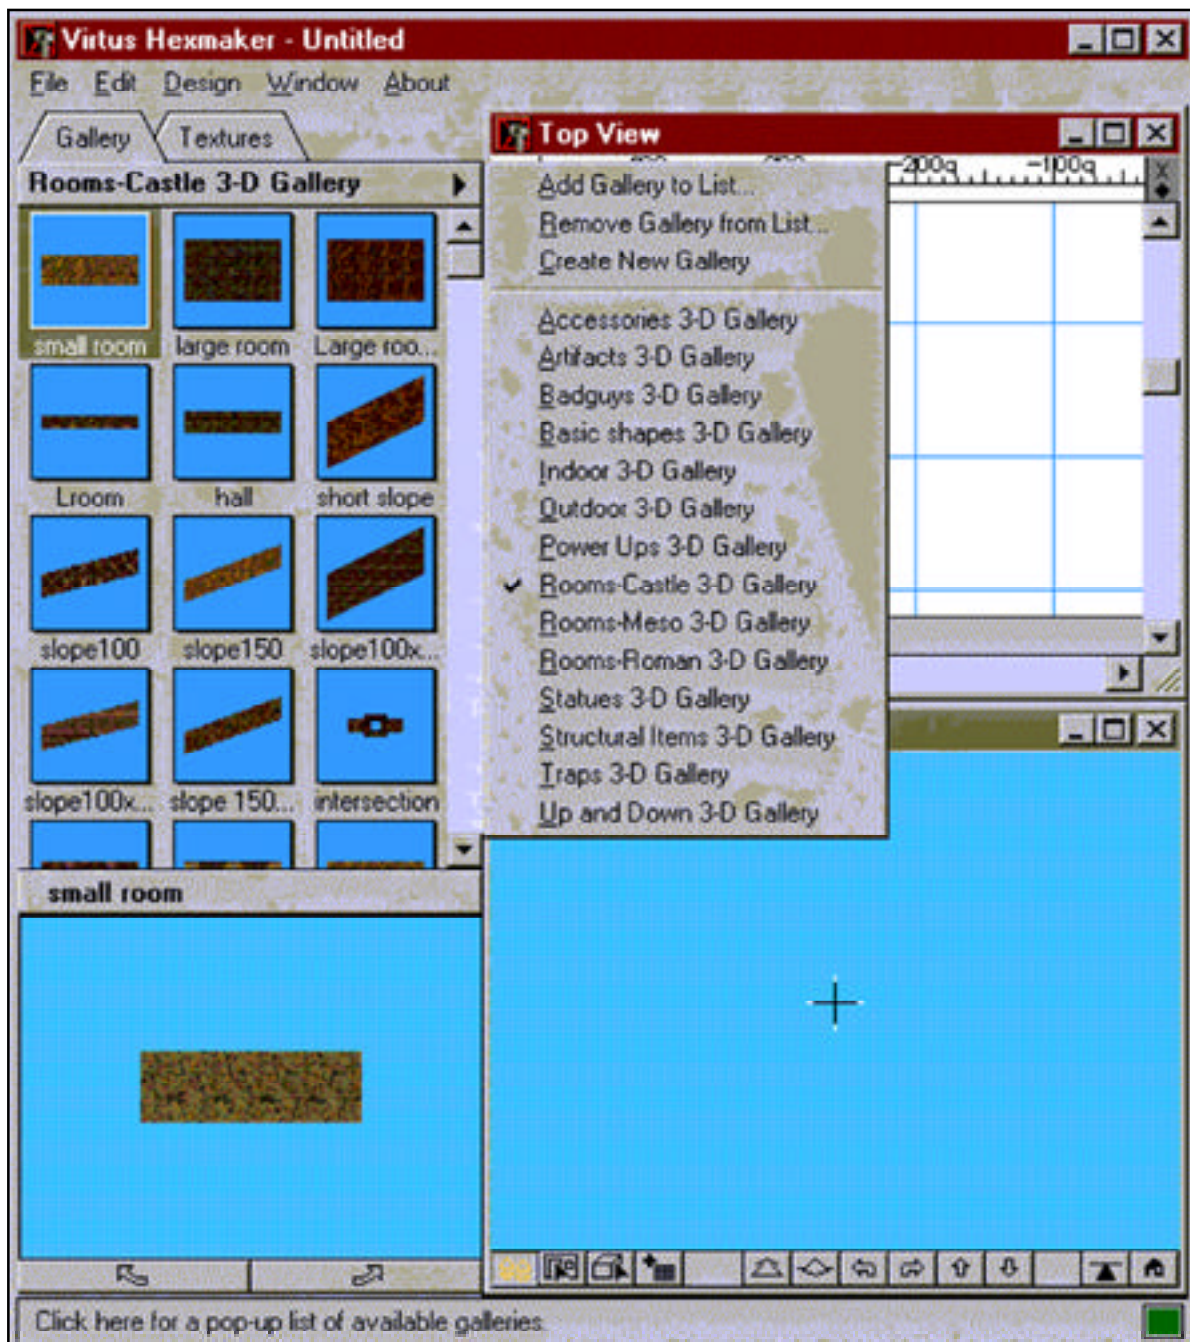 Virtus Hexmaker - Untitled
File Edit Design Window About
Gallery Textures
Rooms-Castle 3-D Gallery
small room large room Large roo...
Lroom hall short slope
slope100 slope150 slope100x...
slope100x... slope 150... intersection
small room
Top View
-200q -100q
Add Gallery to List...
Remove Gallery from List...
Create New Gallery
Accessories 3-D Gallery
Artifacts 3-D Gallery
Badguys 3-D Gallery
Basic shapes 3-D Gallery
Indoor 3-D Gallery
Outdoor 3-D Gallery
Power Ups 3-D Gallery
Rooms-Castle 3-D Gallery
Rooms-Meso 3-D Gallery
Rooms-Roman 3-D Gallery
Statues 3-D Gallery
Structural Items 3-D Gallery
Traps 3-D Gallery
Up and Down 3-D Gallery
Click here for a pop-up list of available galleries.